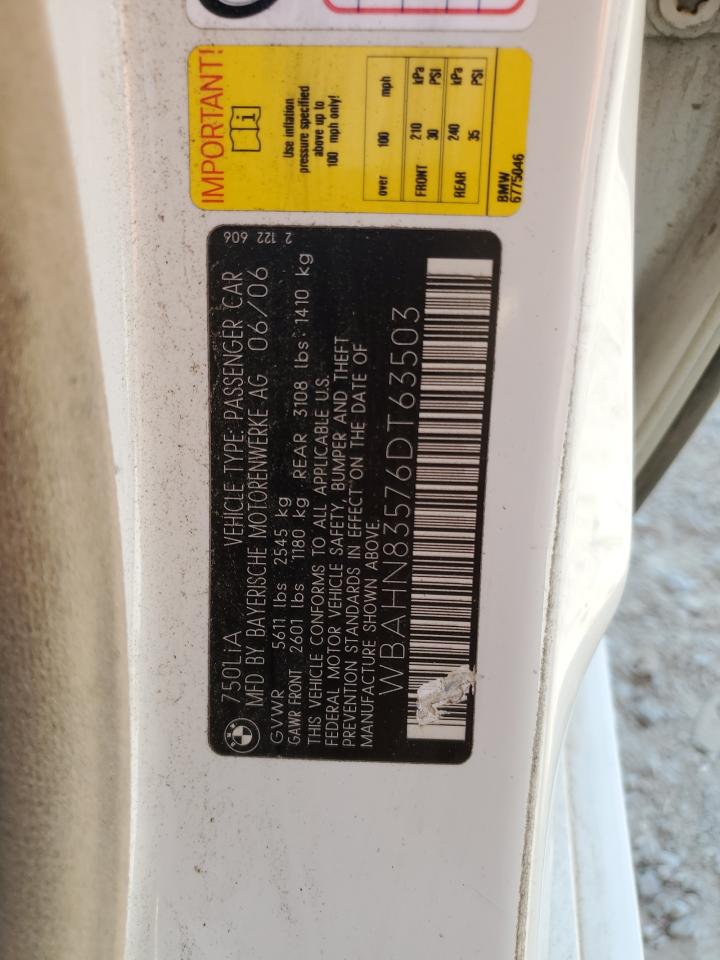 IMPORTANT!
Use inflation
pressure specified
above up to
100 mph only!
over 100 mph
FRONT 210 kPa
30 PSI
REAR 240 kPa
35 PSI
BMW
6775046
750LiA VEHICLE TYPE: PASSENGER CAR 2 122 606
MFD BY BAYERISCHE MOTORENWERKE AG 06/06
GVWR 5611 lbs 2545 kg
GAWR FRONT 2601 lbs 1180 kg REAR 3108 lbs: 1410 kg
THIS VEHICLE CONFORMS TO ALL APPLICABLE U.S.
FEDERAL MOTOR VEHICLE SAFETY, BUMPER AND THEFT
PREVENTION STANDARDS IN EFFECT ON THE DATE OF
MANUFACTURE SHOWN ABOVE.
WBAHN83576DT63503